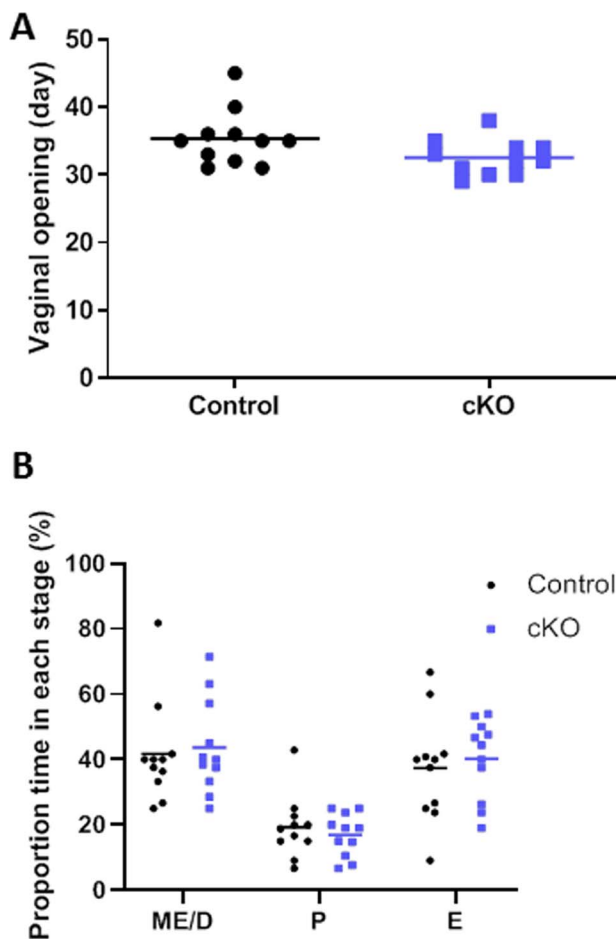 A
Vaginal opening (day)
50
40
30
20
10
0
Control
cKO
B
Proportion time in each stage (%)
100
80
60
40
20
0
ME/D
P
E
Control
cKO